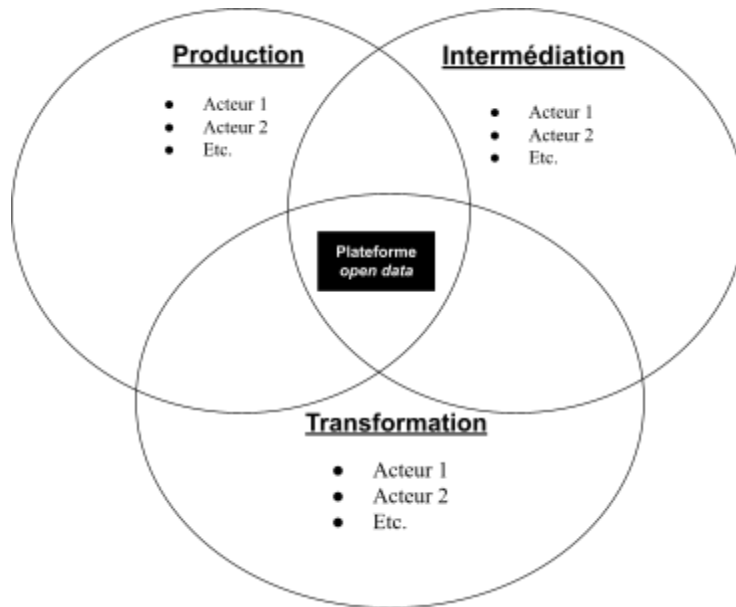 Production
● Acteur 1
● Acteur 2
● Etc.
Intermédiation
● Acteur 1
● Acteur 2
● Etc.
Plateforme
open data
Transformation
● Acteur 1
● Acteur 2
● Etc.